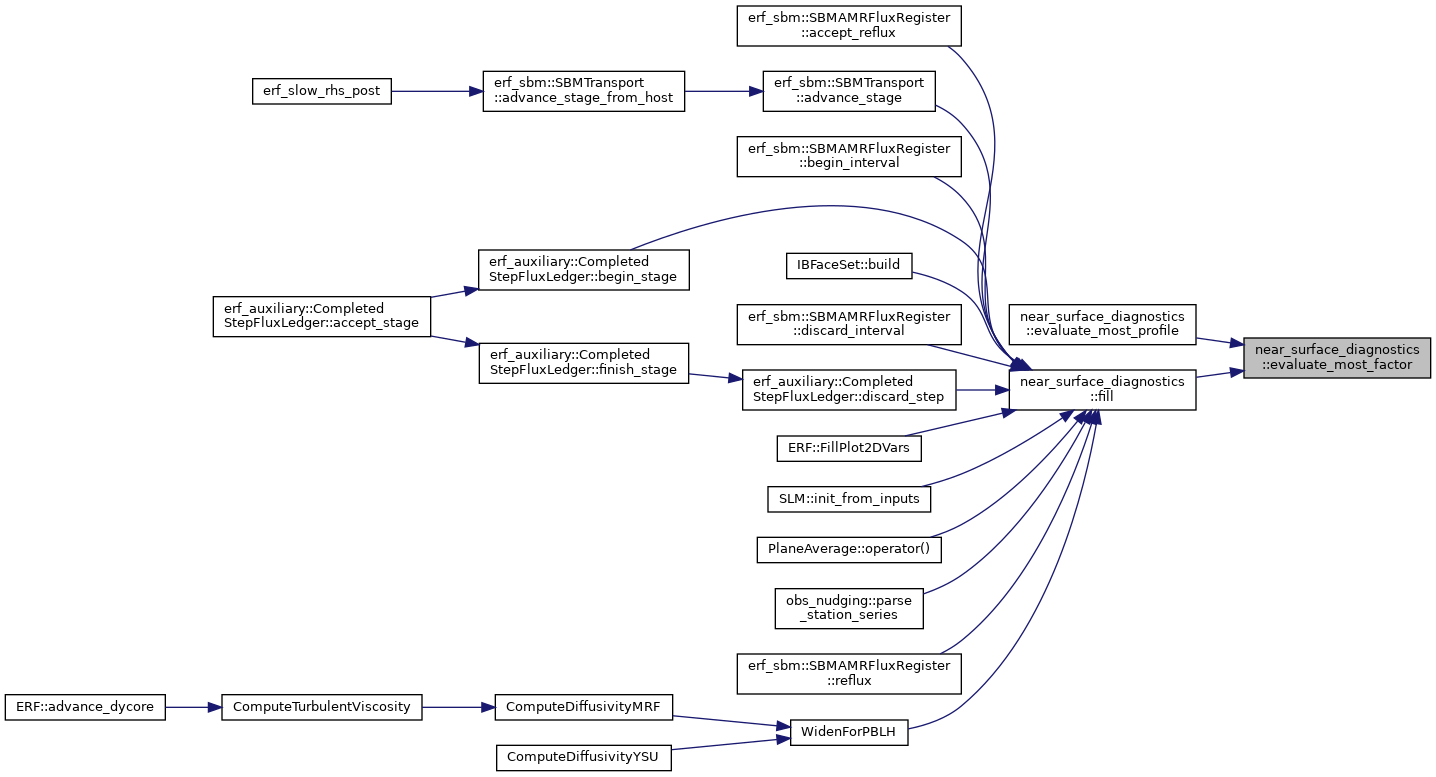 erf_sbm::SBMAMRFluxRegister
::accept_reflux
erf_slow_rhs_post
erf_sbm::SBMTransport
::advance_stage_from_host
erf_sbm::SBMTransport
::advance_stage
erf_sbm::SBMAMRFluxRegister
::begin_interval
erf_auxiliary::Completed
StepFluxLedger::begin_stage
IBFaceSet::build
erf_auxiliary::Completed
StepFluxLedger::accept_stage
erf_sbm::SBMAMRFluxRegister
::discard_interval
near_surface_diagnostics
::evaluate_most_profile
near_surface_diagnostics
::evaluate_most_factor
erf_auxiliary::Completed
StepFluxLedger::finish_stage
erf_auxiliary::Completed
StepFluxLedger::discard_step
near_surface_diagnostics
::fill
ERF::FillPlot2DVars
SLM::init_from_inputs
PlaneAverage::operator()
obs_nudging::parse
_station_series
erf_sbm::SBMAMRFluxRegister
::reflux
ERF::advance_dycore
ComputeTurbulentViscosity
ComputeDiffusivityMRF
WidenForPBLH
ComputeDiffusivityYSU